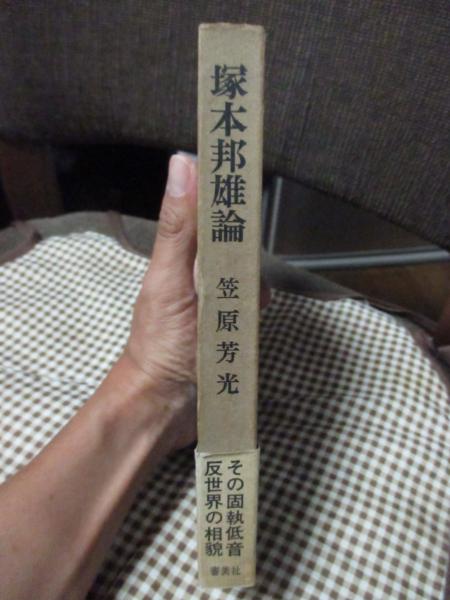 塚本邦雄論
笠原芳光
その固執低音
反世界の相貌
審美社